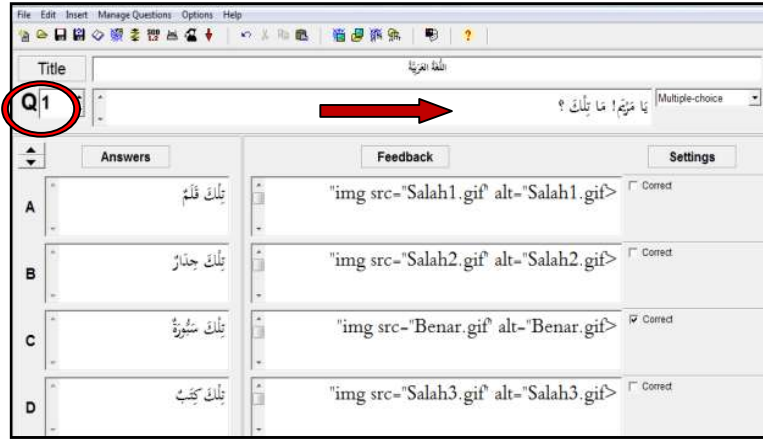 File Edit Insert Manage Questions Options Help
Title
اللُّغَةُ العَرَبِيَّةُ
Q 1
يَا مَرْيَم! مَا تِلْكَ ؟
Multiple-choice
Answers Feedback Settings
A
تِلْكَ قَلَمٌ
"img src="Salah1.gif" alt="Salah1.gif>
Correct
B
تِلْكَ جِدَارٌ
"img src="Salah2.gif" alt="Salah2.gif>
Correct
C
تِلْكَ سَبُّورَةٌ
"img src="Benar.gif" alt="Benar.gif>
Correct
D
تِلْكَ كِتَبٌ
"img src="Salah3.gif" alt="Salah3.gif>
Correct